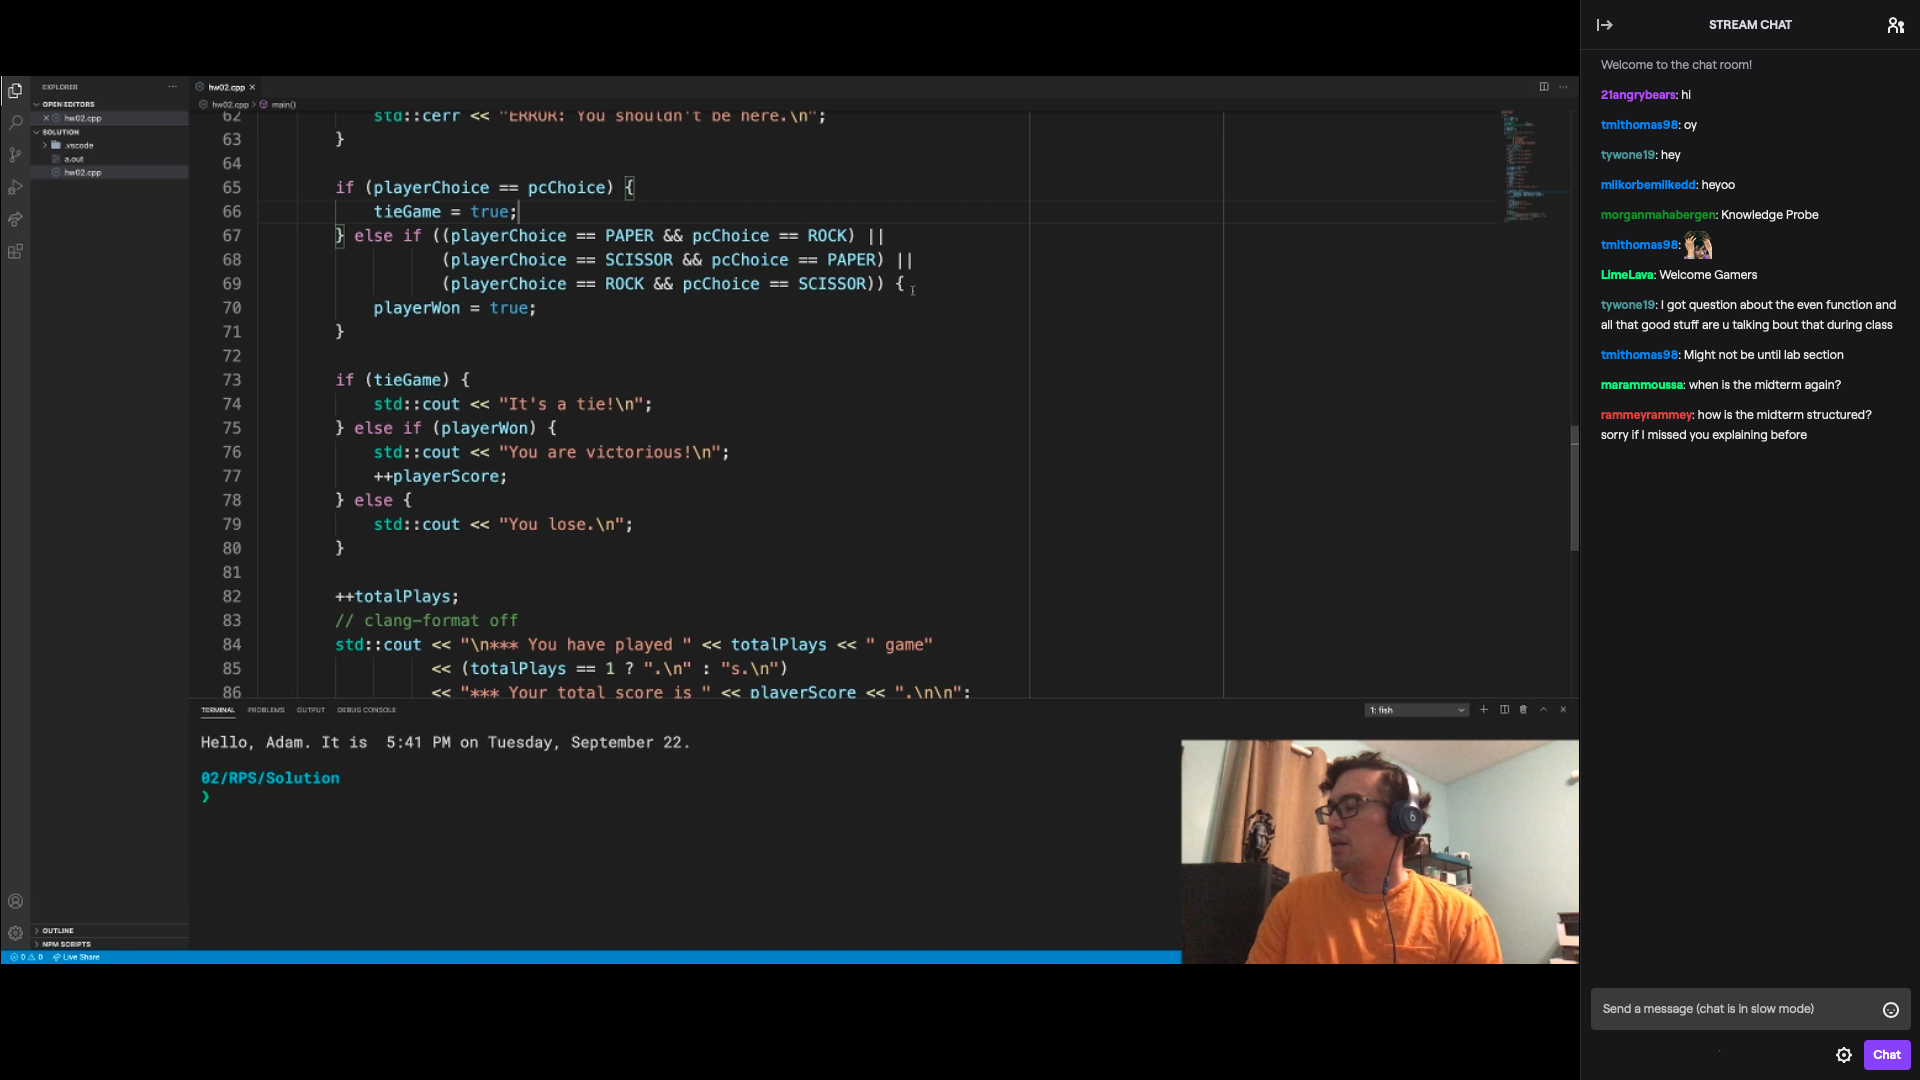 STREAM CHAT
Welcome to the chat room!
21angrybears: hi
tmithomas98: oy
tywone19: hey
milkorbemilkedd: heyoo
morganmahabergen: Knowledge Probe
tmithomas98:
LimeLava: Welcome Gamers
tywone19: I got question about the even function and
all that good stuff are u talking bout that during class
tmithomas98: Might not be until lab section
marammoussa: when is the midterm again?
rammeyrammey: how is the midterm structured?
sorry if I missed you explaining before
Send a message (chat is in slow mode)
Chat
EXPLORER
OPEN EDITORS
hw02.cpp
SOLUTION
.vscode
a.out
hw02.cpp
OUTLINE
NPM SCRIPTS
hw02.cpp
hw02.cpp > main()
62 std::cerr << "ERROR: You shouldn't be here.\n";
63 }
64
65 if (playerChoice == pcChoice) {
66 tieGame = true;
67 } else if ((playerChoice == PAPER && pcChoice == ROCK) ||
68 (playerChoice == SCISSOR && pcChoice == PAPER) ||
69 (playerChoice == ROCK && pcChoice == SCISSOR)) {
70 playerWon = true;
71 }
72
73 if (tieGame) {
74 std::cout << "It's a tie!\n";
75 } else if (playerWon) {
76 std::cout << "You are victorious!\n";
77 ++playerScore;
78 } else {
79 std::cout << "You lose.\n";
80 }
81
82 ++totalPlays;
83 // clang-format off
84 std::cout << "\n*** You have played " << totalPlays << " game"
85 << (totalPlays == 1 ? ".\n" : "s.\n")
86 << "*** Your total score is " << playerScore << ".\n\n";
TERMINAL PROBLEMS OUTPUT DEBUG CONSOLE
1: fish
Hello, Adam. It is  5:41 PM on Tuesday, September 22.
02/RPS/Solution
❯
0 0 Live Share